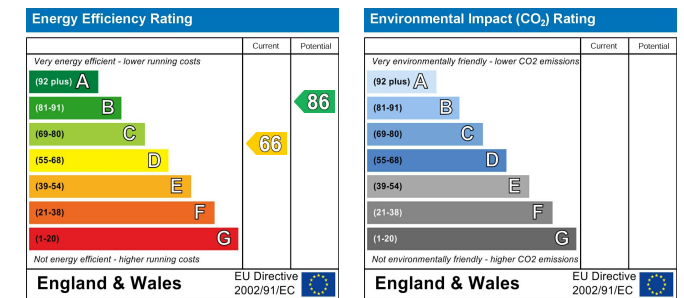 Energy Efficiency Rating
Current Potential
Very energy efficient - lower running costs
(92 plus) A
(81-91) B
86
(69-80) C
66
(55-68) D
(39-54) E
(21-38) F
(1-20) G
Not energy efficient - higher running costs
England & Wales
EU Directive
2002/91/EC
Environmental Impact (CO₂) Rating
Current Potential
Very environmentally friendly - lower CO2 emissions
(92 plus) A
(81-91) B
(69-80) C
(55-68) D
(39-54) E
(21-38) F
(1-20) G
Not environmentally friendly - higher CO2 emissions
England & Wales
EU Directive
2002/91/EC